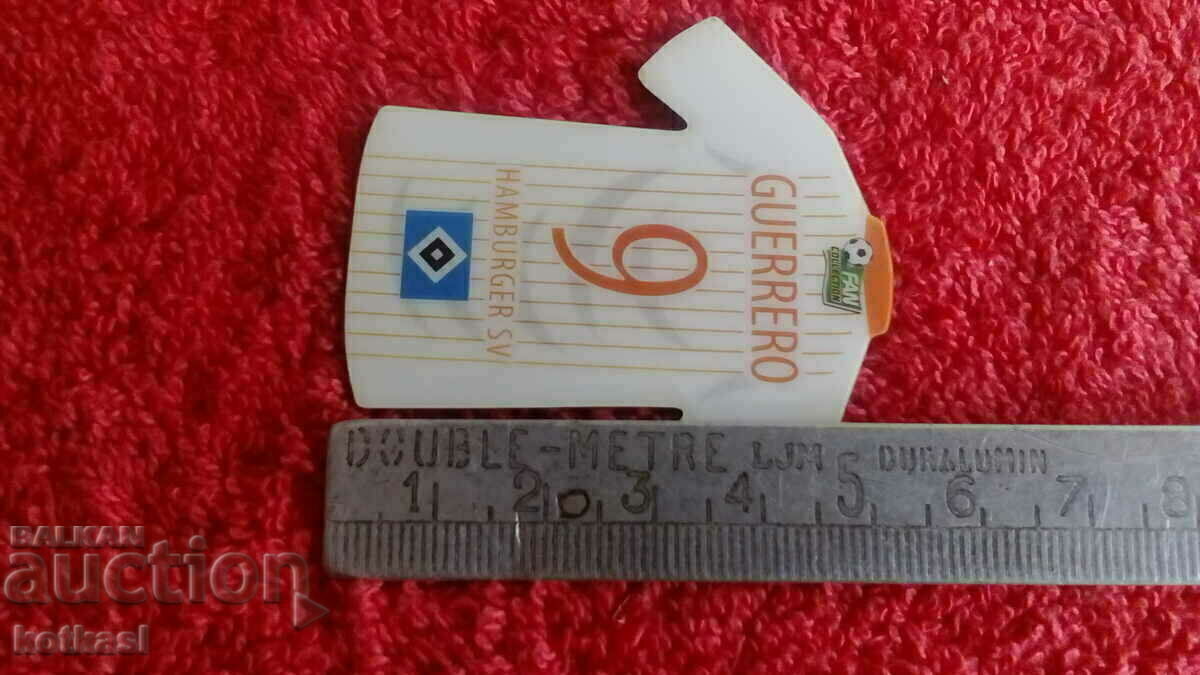 GUERRERO
9
HAMBURGER SV
FAN
COLLECTION
DOUBLE-METRE LJM DURALUMIN
1 2 3 4 5 6 7 8
BALKAN
auction
kotkasl